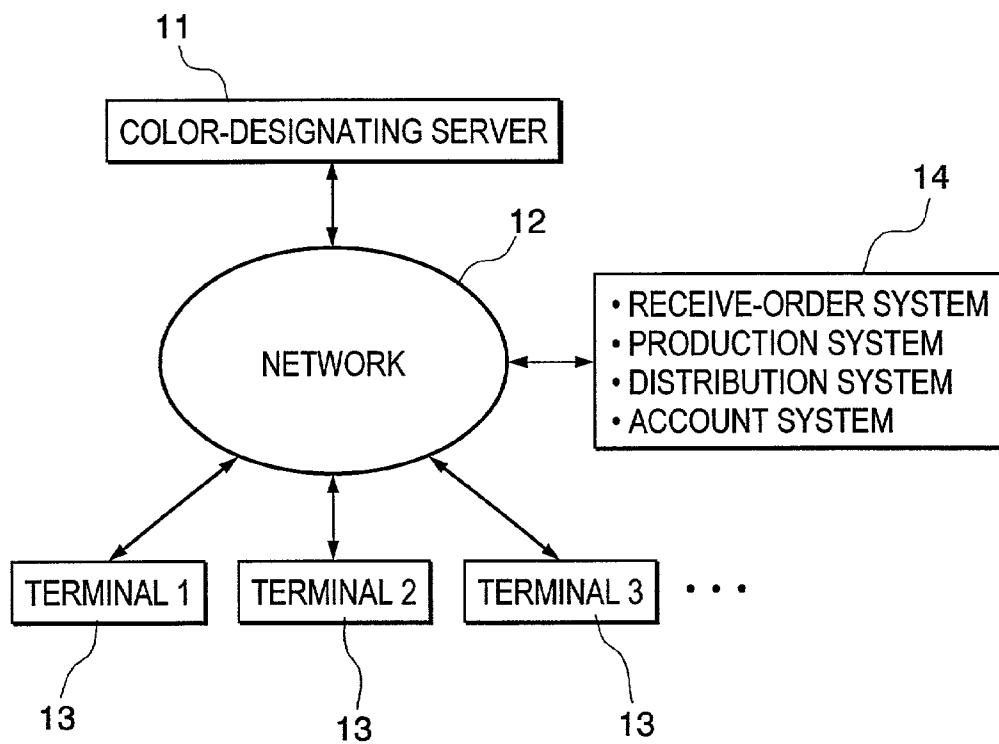 11
COLOR-DESIGNATING SERVER
12
14
NETWORK
• RECEIVE-ORDER SYSTEM
• PRODUCTION SYSTEM
• DISTRIBUTION SYSTEM
• ACCOUNT SYSTEM
TERMINAL 1
TERMINAL 2
TERMINAL 3
• • •
13
13
13